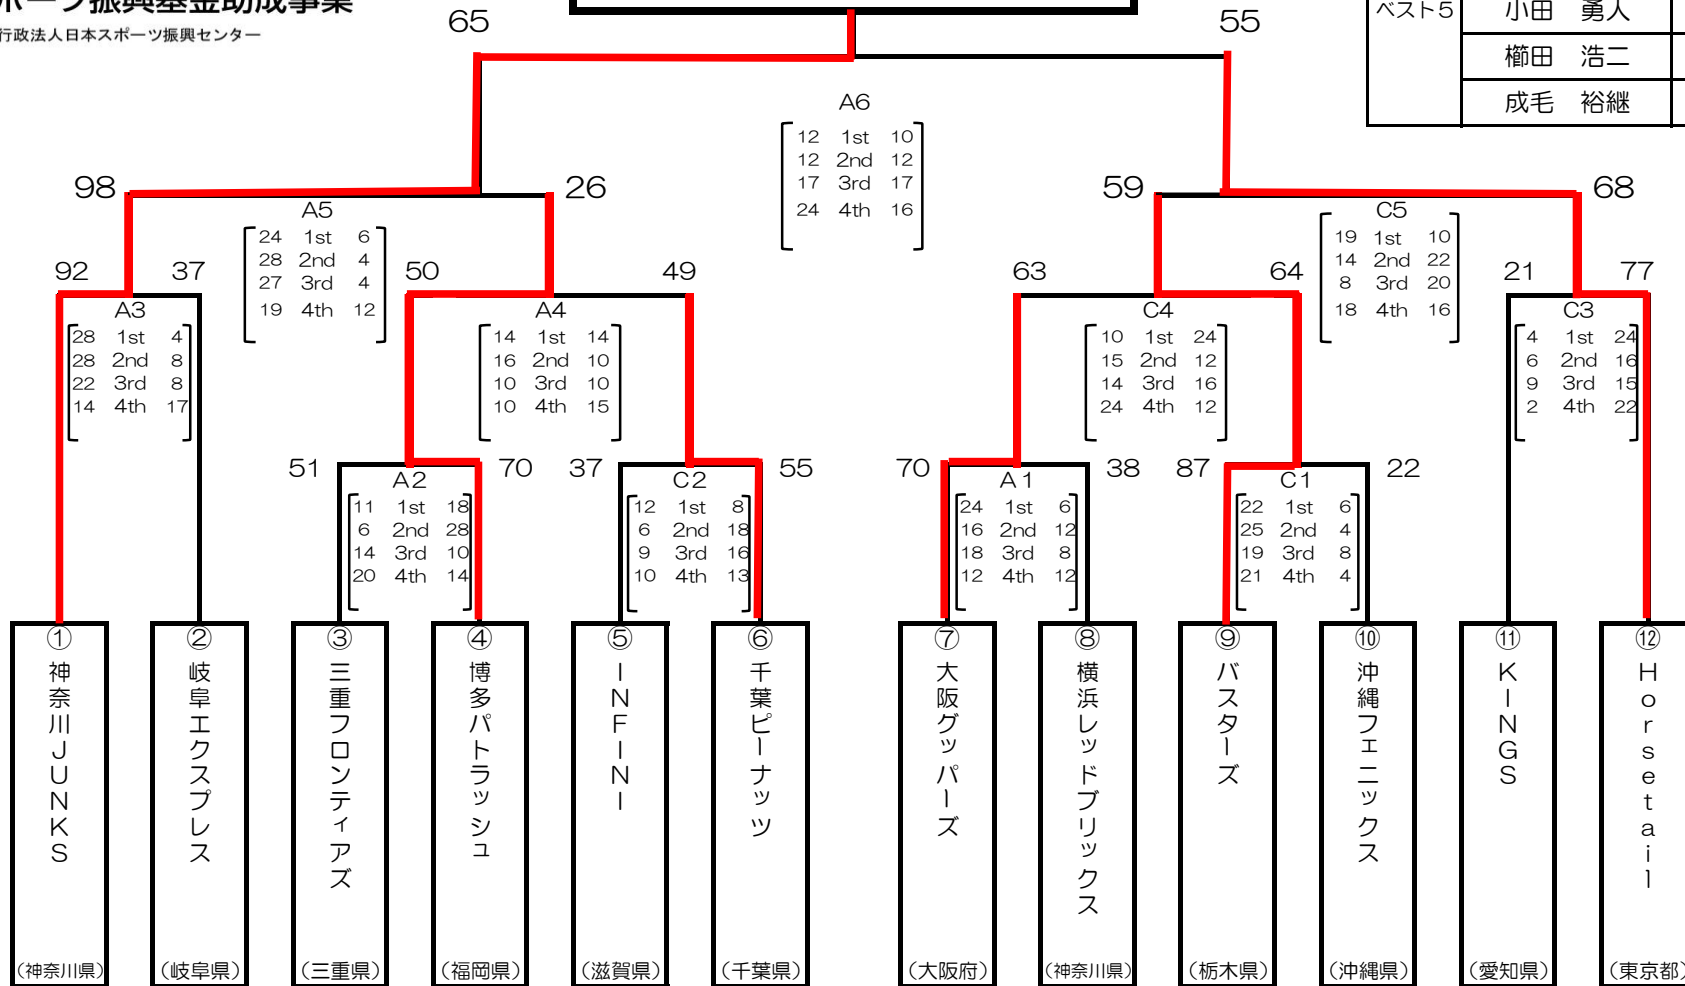 ポーツ振興基金助成事業
行政法人日本スポーツ振興センター
ベスト5
小田 勇人
櫛田 浩二
成毛 裕継
65
55
A6
12 1st 10
12 2nd 12
17 3rd 17
24 4th 16
98
26
59
68
A5
24 1st 6
28 2nd 4
27 3rd 4
19 4th 12
C5
19 1st 10
14 2nd 22
8 3rd 20
18 4th 16
92
37
50
49
63
64
21
77
A3
28 1st 4
28 2nd 8
22 3rd 8
14 4th 17
A4
14 1st 14
16 2nd 10
10 3rd 10
10 4th 15
C4
10 1st 24
15 2nd 12
14 3rd 16
24 4th 12
C3
4 1st 24
6 2nd 16
9 3rd 15
2 4th 22
51
70
37
55
70
38
87
22
A2
11 1st 18
6 2nd 28
14 3rd 10
20 4th 14
C2
12 1st 8
6 2nd 18
9 3rd 16
10 4th 13
A1
24 1st 6
16 2nd 12
18 3rd 8
12 4th 12
C1
22 1st 6
25 2nd 4
19 3rd 8
21 4th 4
①
神奈川JUNKS
(神奈川県)
②
岐阜エクスプレス
(岐阜県)
③
三重フロンティアズ
(三重県)
④
博多パトラッシュ
(福岡県)
⑤
INFINI
(滋賀県)
⑥
千葉ピーナッツ
(千葉県)
⑦
大阪グッパーズ
(大阪府)
⑧
横浜レッドブリックス
(神奈川県)
⑨
バスターズ
(栃木県)
⑩
沖縄フェニックス
(沖縄県)
⑪
KINGS
(愛知県)
⑫
Horsetail
(東京都)